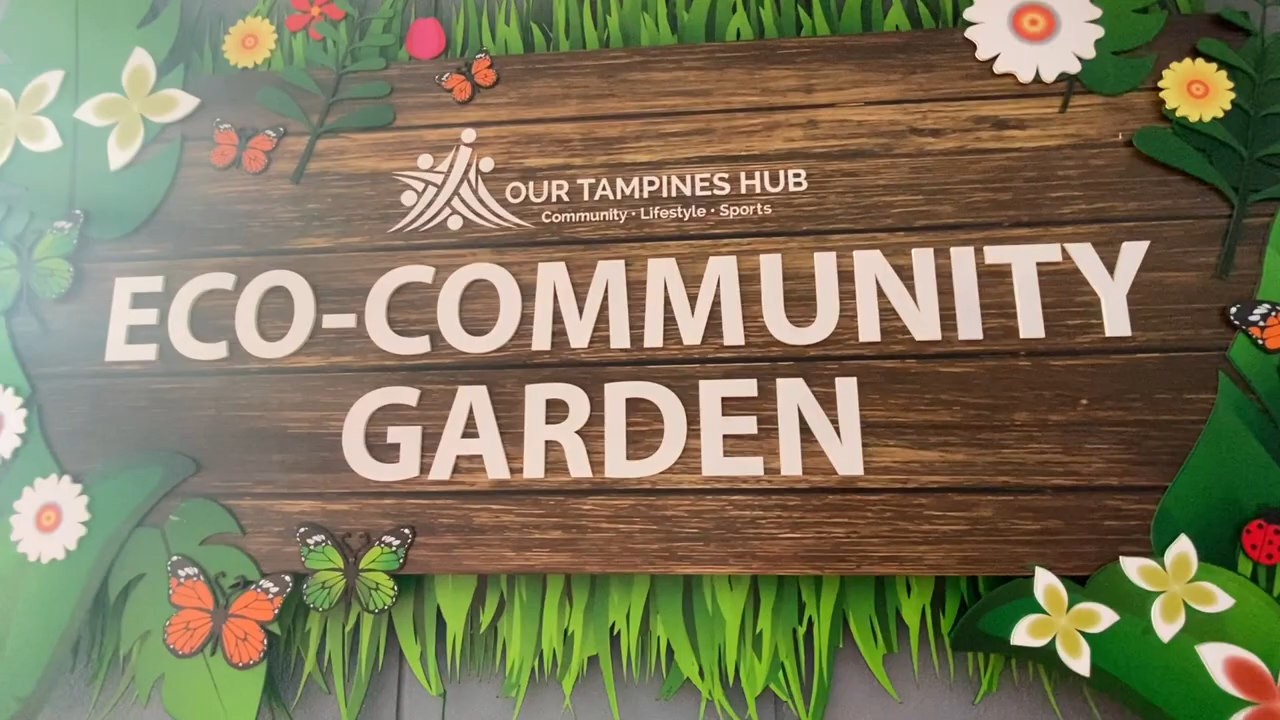 OUR TAMPINES HUB
Community · Lifestyle · Sports
ECO-COMMUNITY
GARDEN